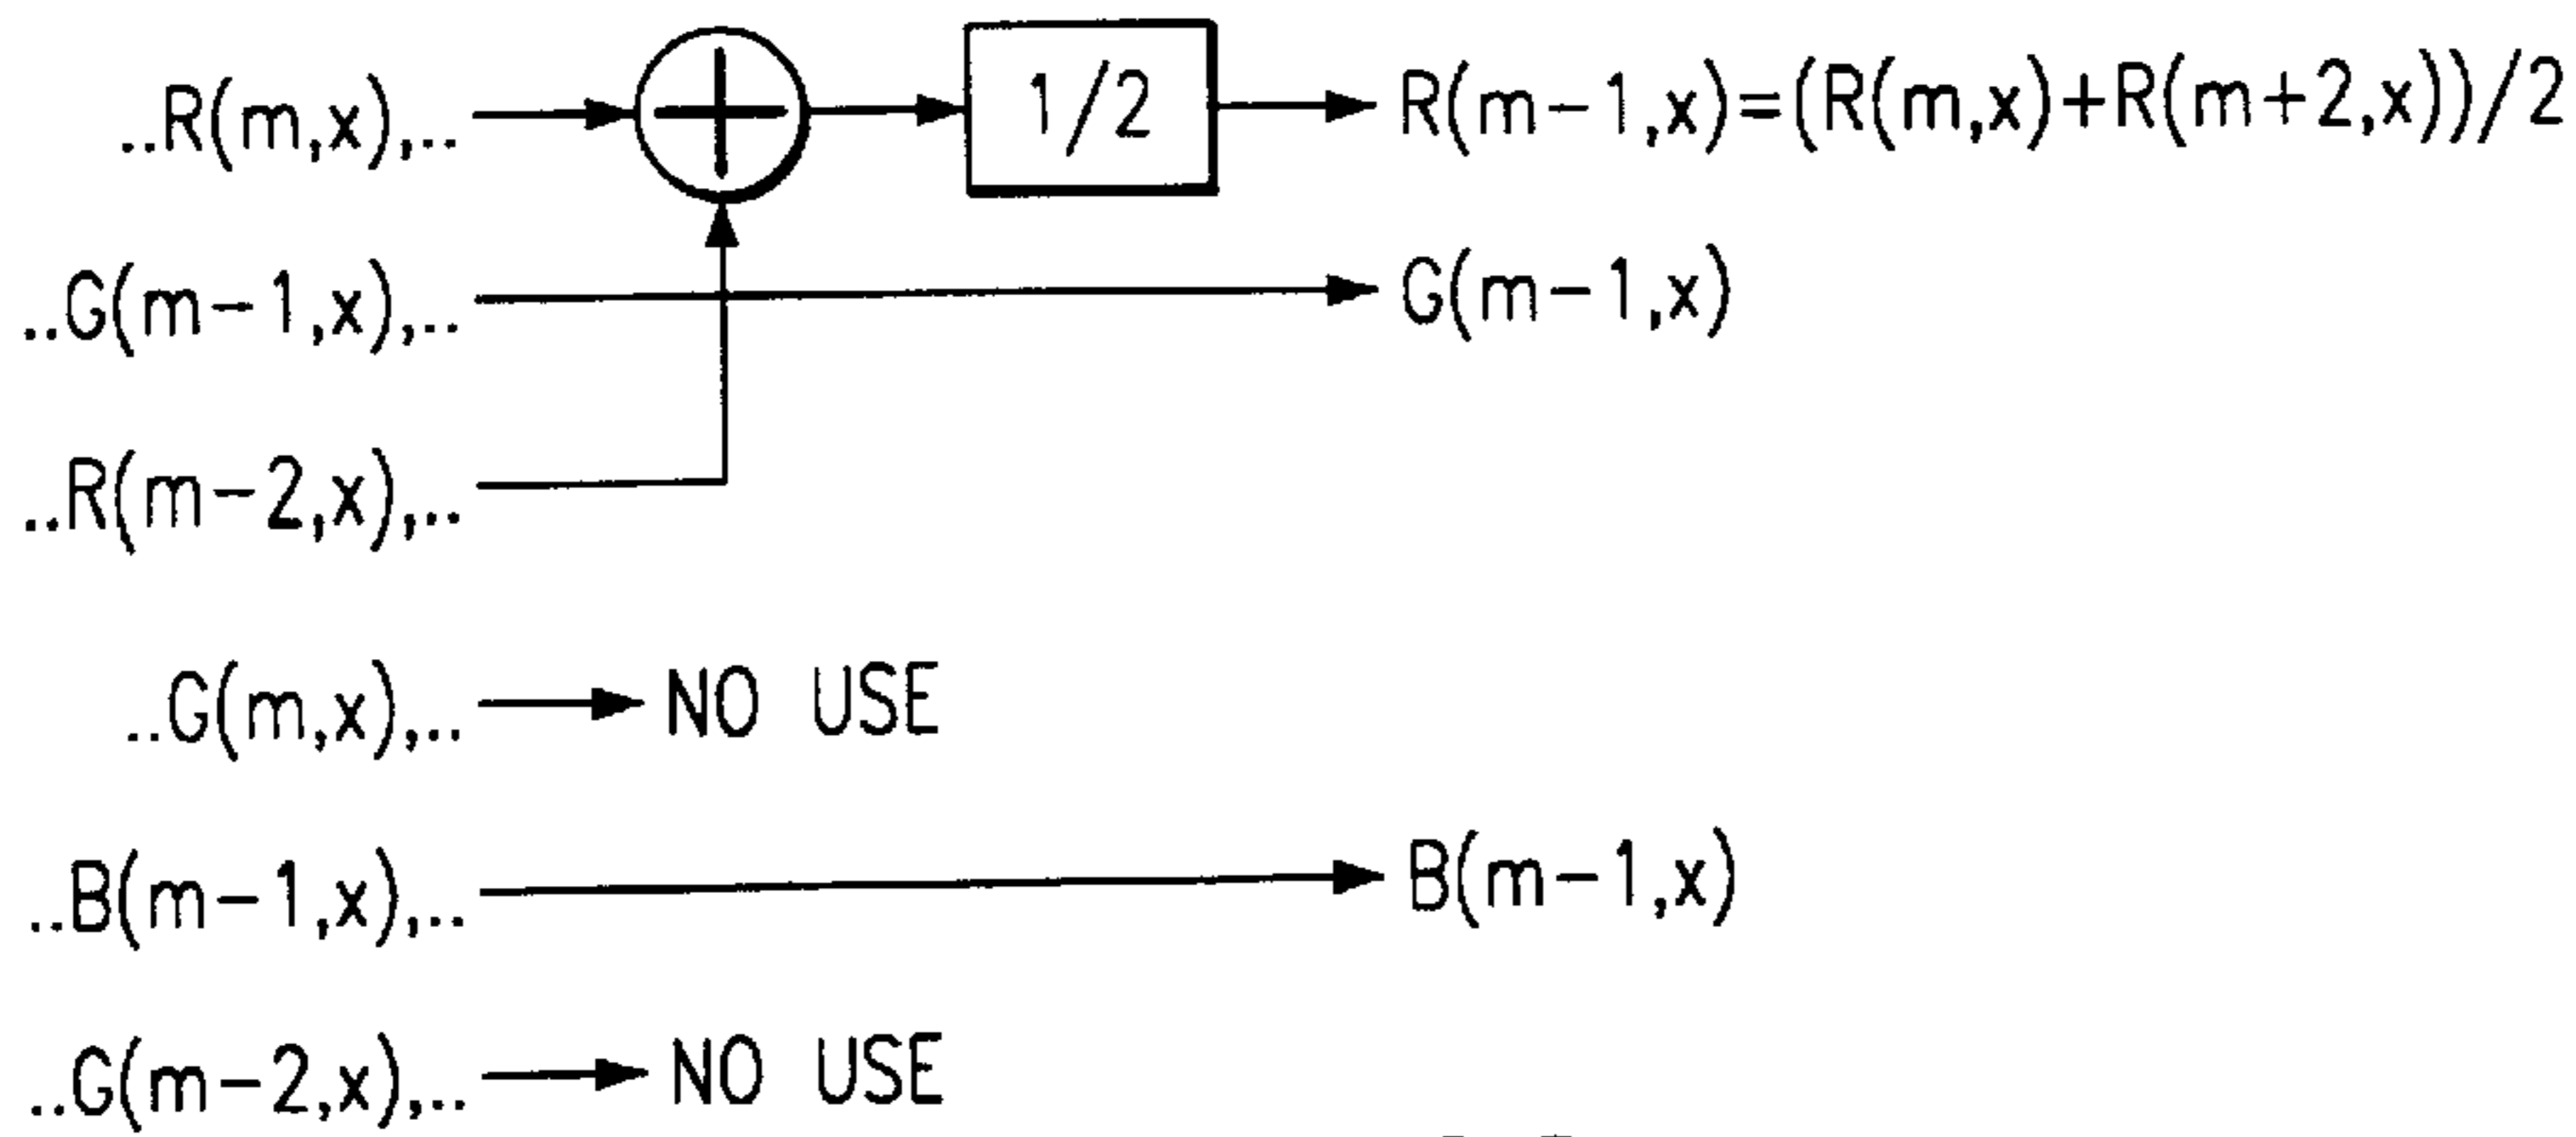 ..R(m,x),.. + 1/2 R(m-1,x)=(R(m,x)+R(m+2,x))/2
..G(m-1,x),.. G(m-1,x)
..R(m-2,x),..
..G(m,x),.. NO USE
..B(m-1,x),.. B(m-1,x)
..G(m-2,x),.. NO USE